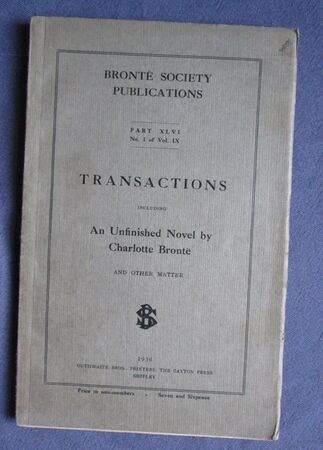 BRONTË SOCIETY
PUBLICATIONS
PART XLVI
No. 1 of Vol. IX
TRANSACTIONS
INCLUDING
An Unfinished Novel by
Charlotte Brontë
AND OTHER MATTER
BS
1936
OUTHWAITE BROS., PRINTERS, THE CAXTON PRESS
SHIPLEY
Price to non-members - Seven and Sixpence